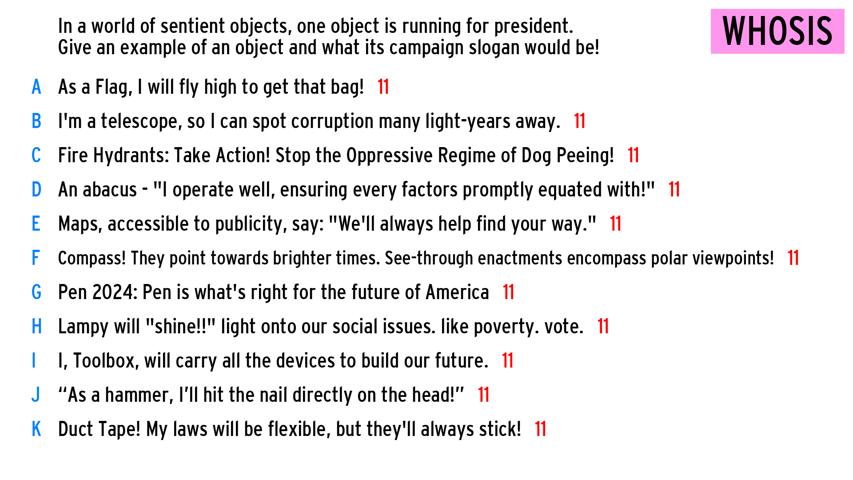 In a world of sentient objects, one object is running for president.
Give an example of an object and what its campaign slogan would be!
WHOSIS
A As a Flag, I will fly high to get that bag! 11
B I'm a telescope, so I can spot corruption many light-years away. 11
C Fire Hydrants: Take Action! Stop the Oppressive Regime of Dog Peeing! 11
D An abacus - "I operate well, ensuring every factors promptly equated with!" 11
E Maps, accessible to publicity, say: "We'll always help find your way." 11
F Compass! They point towards brighter times. See-through enactments encompass polar viewpoints! 11
G Pen 2024: Pen is what's right for the future of America 11
H Lampy will "shine!!" light onto our social issues. like poverty. vote. 11
I I, Toolbox, will carry all the devices to build our future. 11
J “As a hammer, I’ll hit the nail directly on the head!” 11
K Duct Tape! My laws will be flexible, but they'll always stick! 11